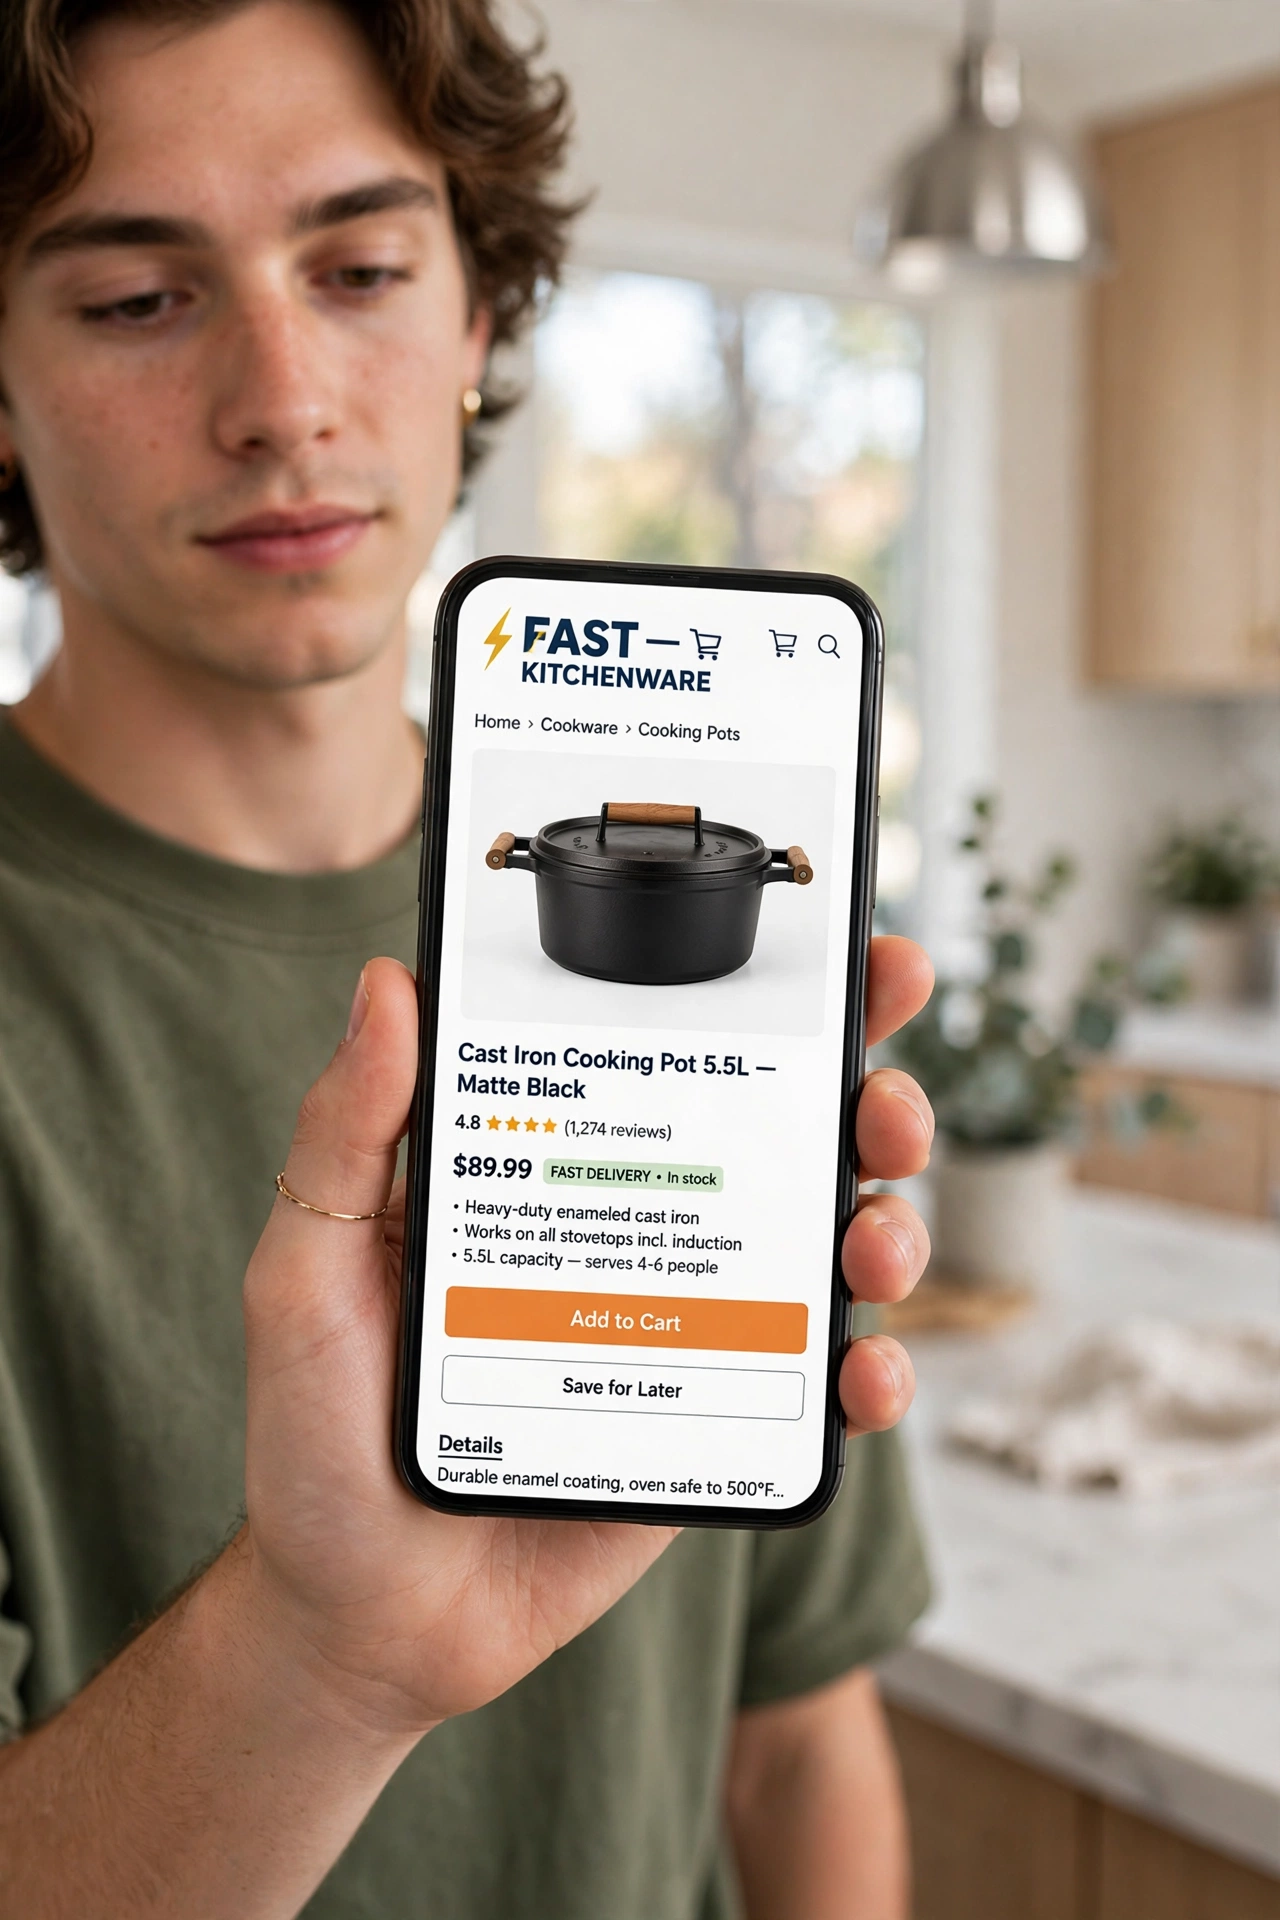 FAST
KITCHENWARE
Home > Cookware > Cooking Pots
Cast Iron Cooking Pot 5.5L —
Matte Black
4.8 ★★★★ (1,274 reviews)
$89.99 FAST DELIVERY • In stock
• Heavy-duty enameled cast iron
• Works on all stovetops incl. induction
• 5.5L capacity — serves 4-6 people
Add to Cart
Save for Later
Details
Durable enamel coating, oven safe to 500°F...